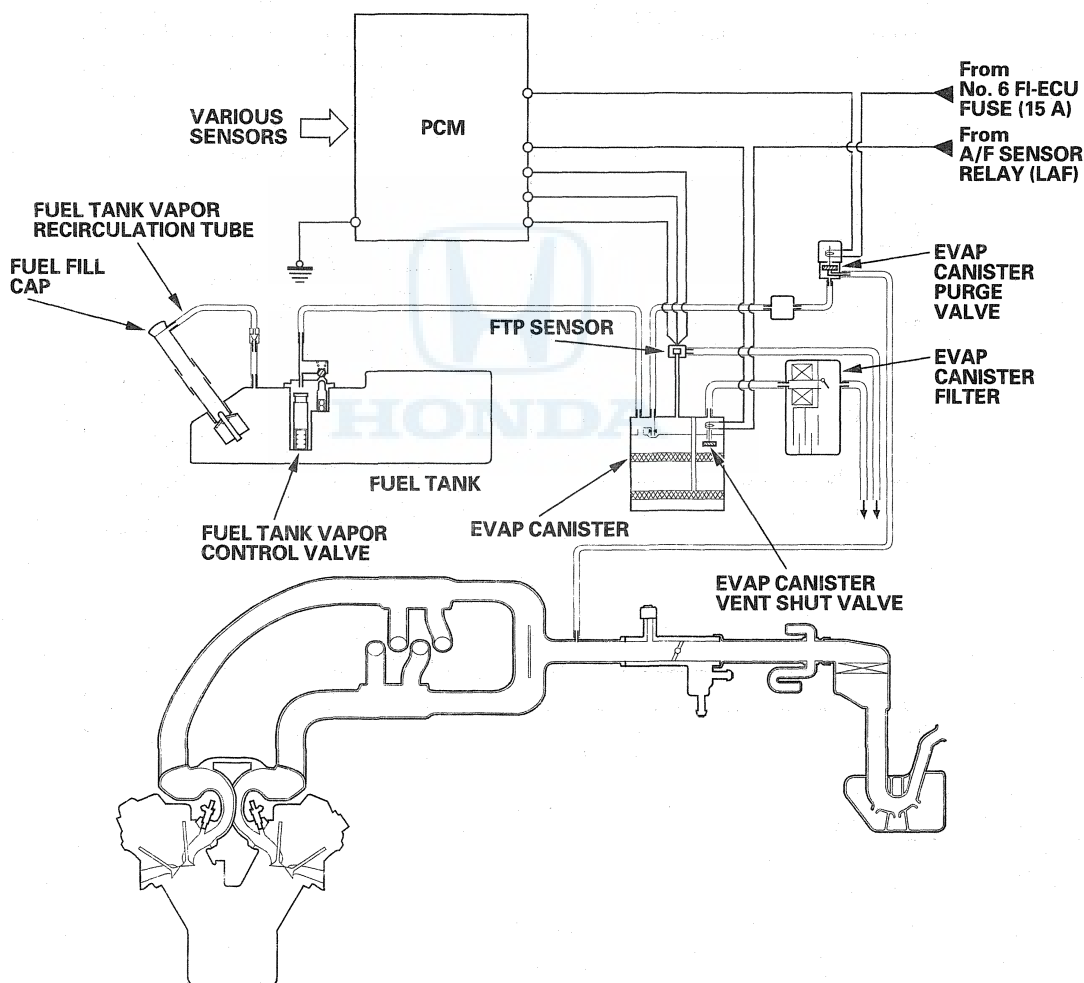 From
No. 6 FI-ECU
FUSE (15 A)
From
A/F SENSOR
RELAY (LAF)
VARIOUS
SENSORS
PCM
FUEL TANK VAPOR
RECIRCULATION TUBE
FUEL FILL
CAP
EVAP
CANISTER
PURGE
VALVE
FTP SENSOR
EVAP
CANISTER
FILTER
HONDA
FUEL TANK
FUEL TANK VAPOR
CONTROL VALVE
EVAP CANISTER
EVAP CANISTER
VENT SHUT VALVE